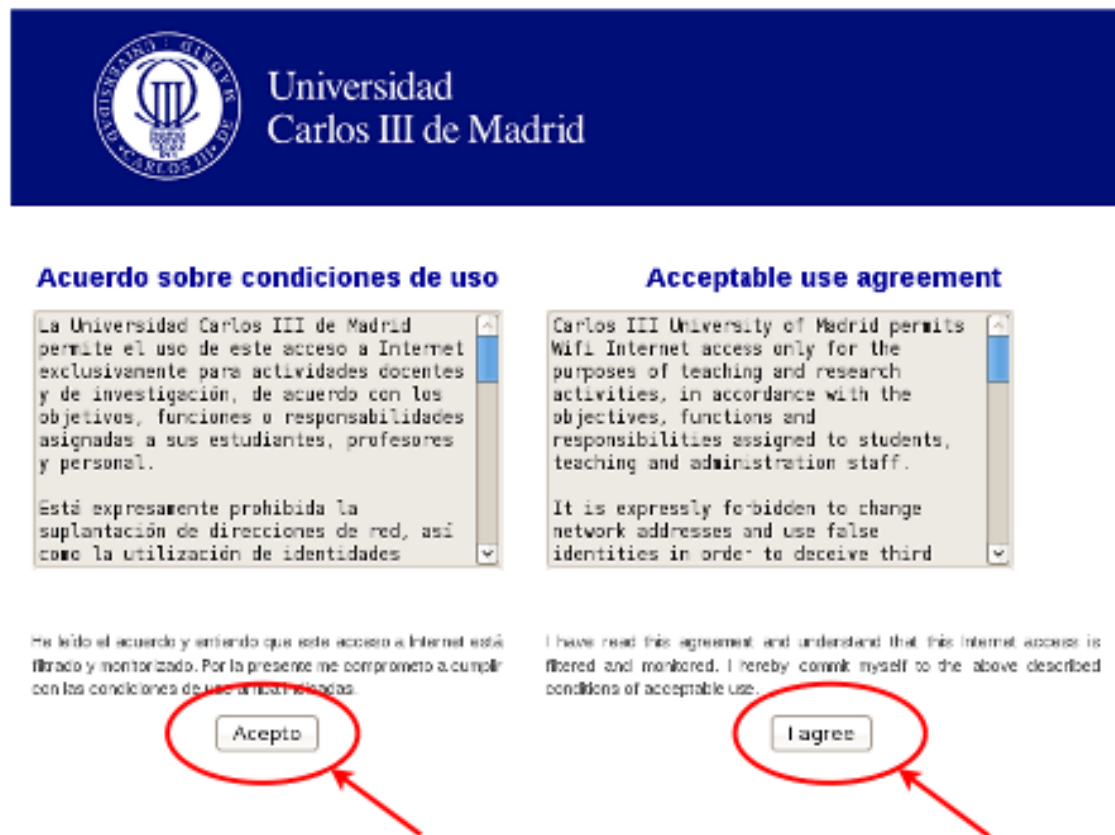 UNIVERSIDAD · CARLOS III · DE MADRID
Universidad
Carlos III de Madrid
Acuerdo sobre condiciones de uso
La Universidad Carlos III de Madrid
permite el uso de este acceso a Internet
exclusivamente para actividades docentes
y de investigación, de acuerdo con los
objetivos, funciones o responsabilidades
asignadas a sus estudiantes, profesores
y personal.
Está expresamente prohibida la
suplantación de direcciones de red, así
como la utilización de identidades
He leído el acuerdo y entiendo que este acceso a Internet está
filtrado y monitorizado. Por la presente me comprometo a cumplir
con las condiciones de uso arriba indicadas.
Acepto
Acceptable use agreement
Carlos III University of Madrid permits
Wifi Internet access only for the
purposes of teaching and research
activities, in accordance with the
objectives, functions and
responsibilities assigned to students,
teaching and administration staff.
It is expressly forbidden to change
network addresses and use false
identities in order to deceive third
I have read this agreement and understand that this Internet access is
filtered and monitored. I hereby commit myself to the above described
conditions of acceptable use.
I agree